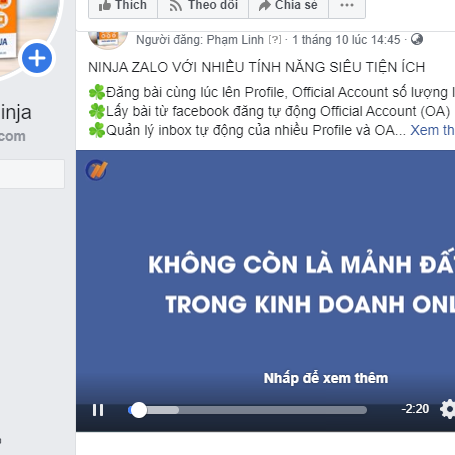 Thích Theo dõi Chia sẻ ...
Người đăng: Phạm Linh [?] · 1 tháng 10 lúc 14:45 ·
NINJA ZALO VỚI NHIỀU TÍNH NĂNG SIÊU TIỆN ÍCH
Đăng bài cùng lúc lên Profile, Official Account số lượng l
Lấy bài từ facebook đăng tự động Official Account (OA)
inja
Quản lý inbox tự động của nhiều Profile và OA... Xem th
com
KHÔNG CÒN LÀ MẢNH ĐẤ
TRONG KINH DOANH ONL
Nhấp để xem thêm
-2:20